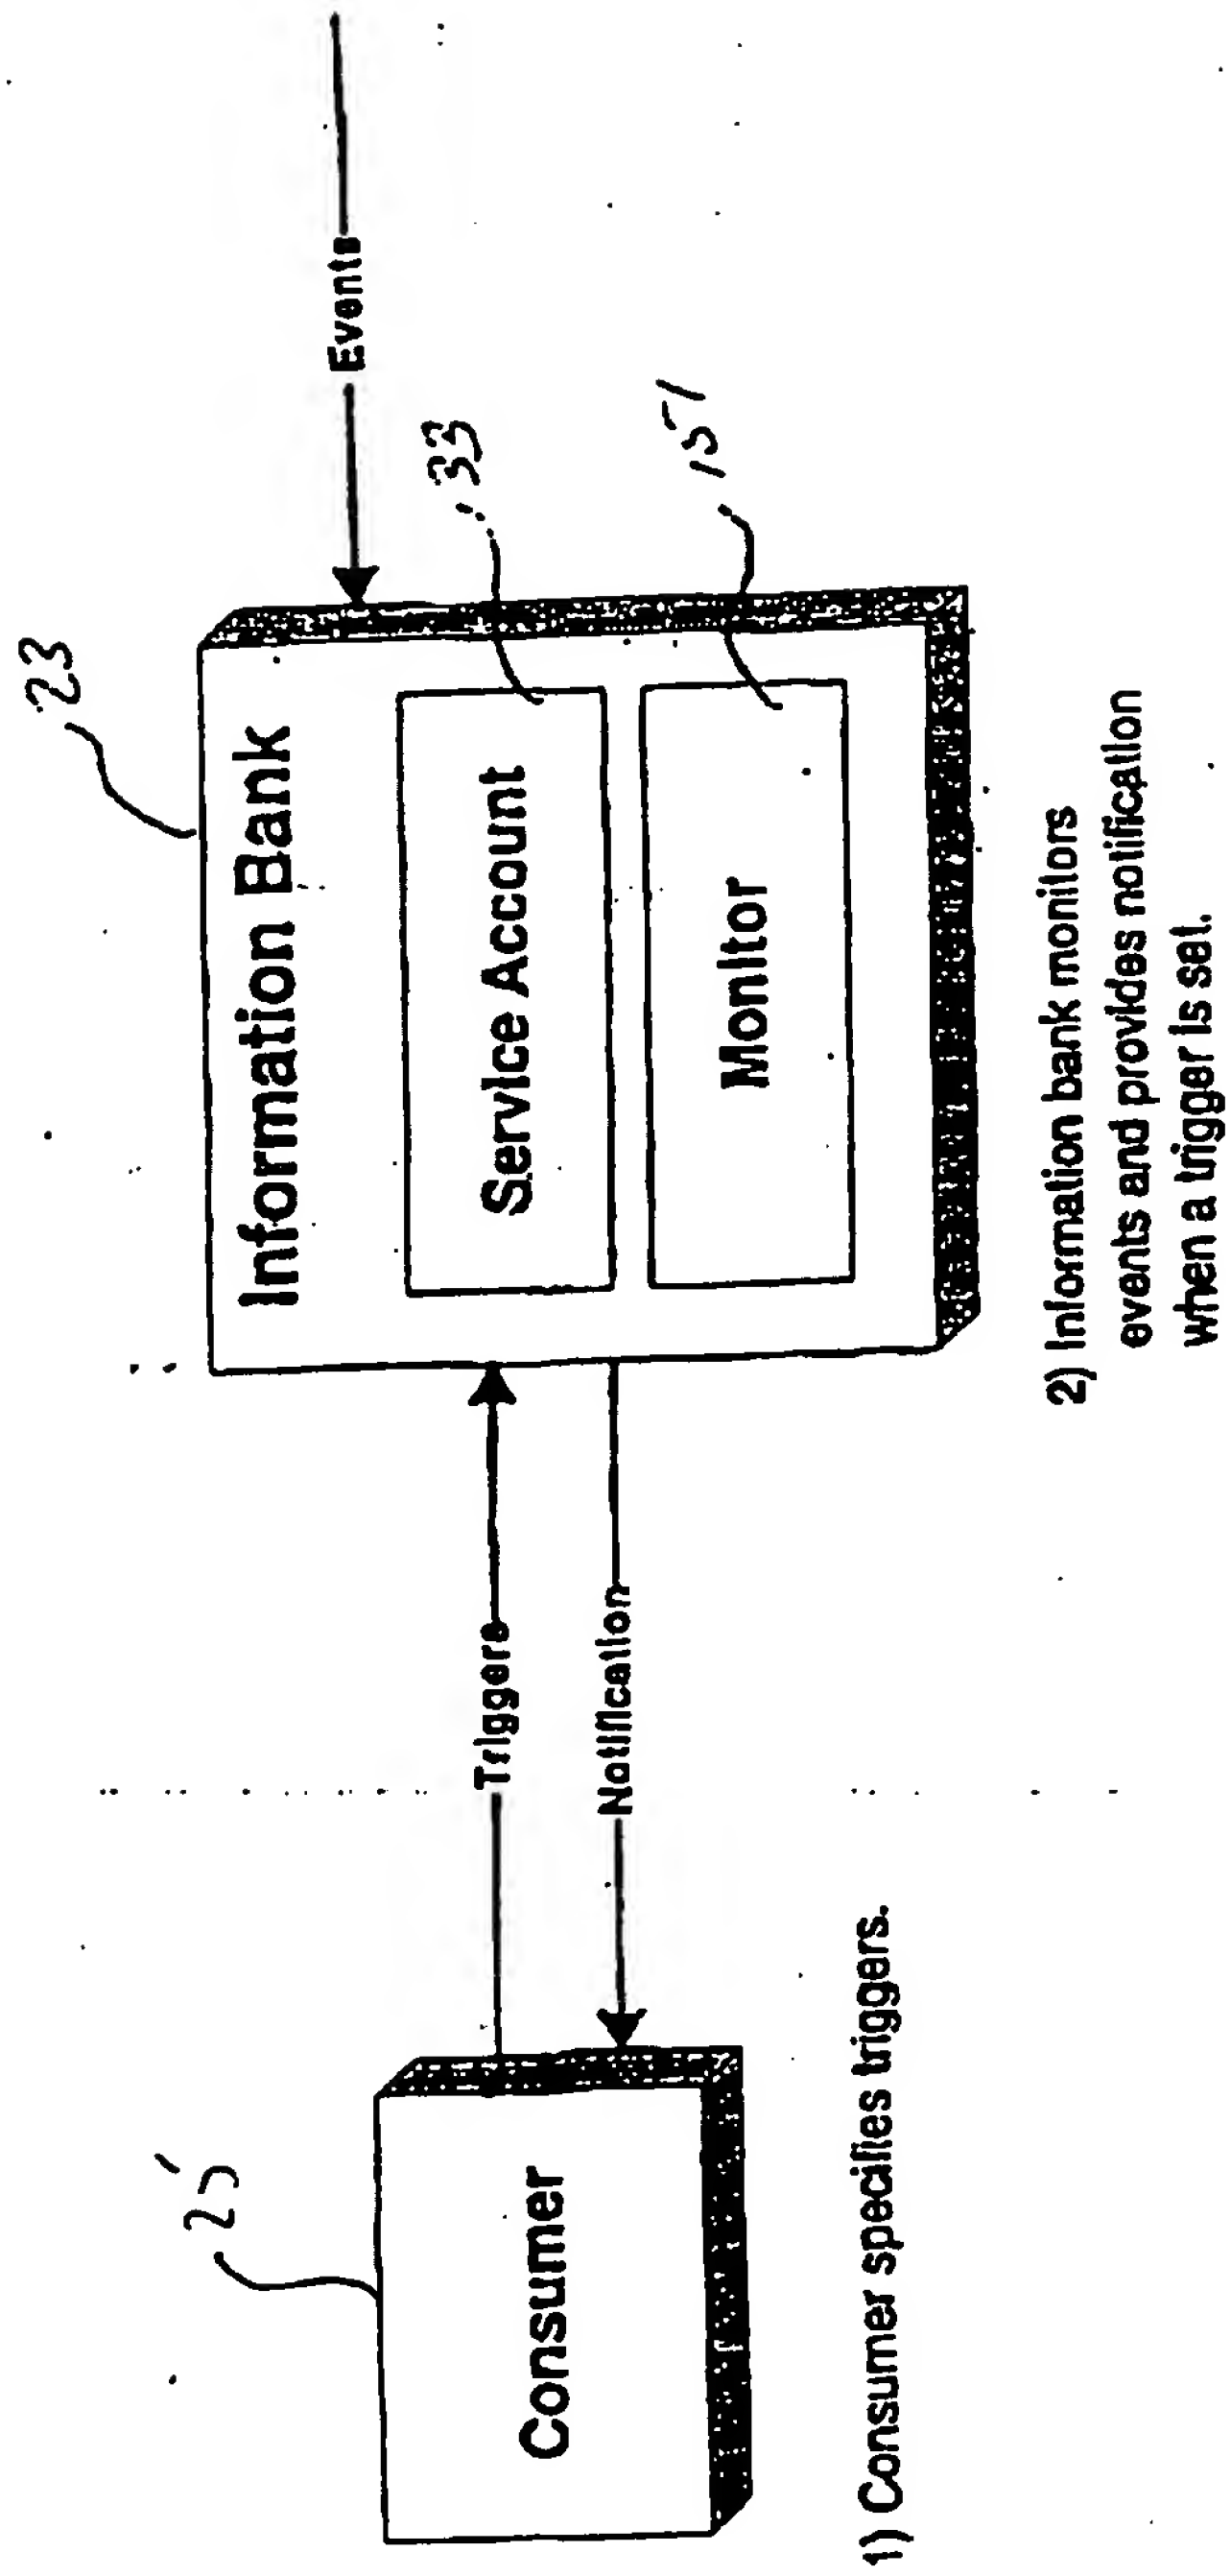 23
Information Bank
Events
Service Account
33
Monitor
151
Triggers
Notification
25
Consumer
1) Consumer specifies triggers.
2) Information bank monitors
events and provides notification
when a trigger is set.